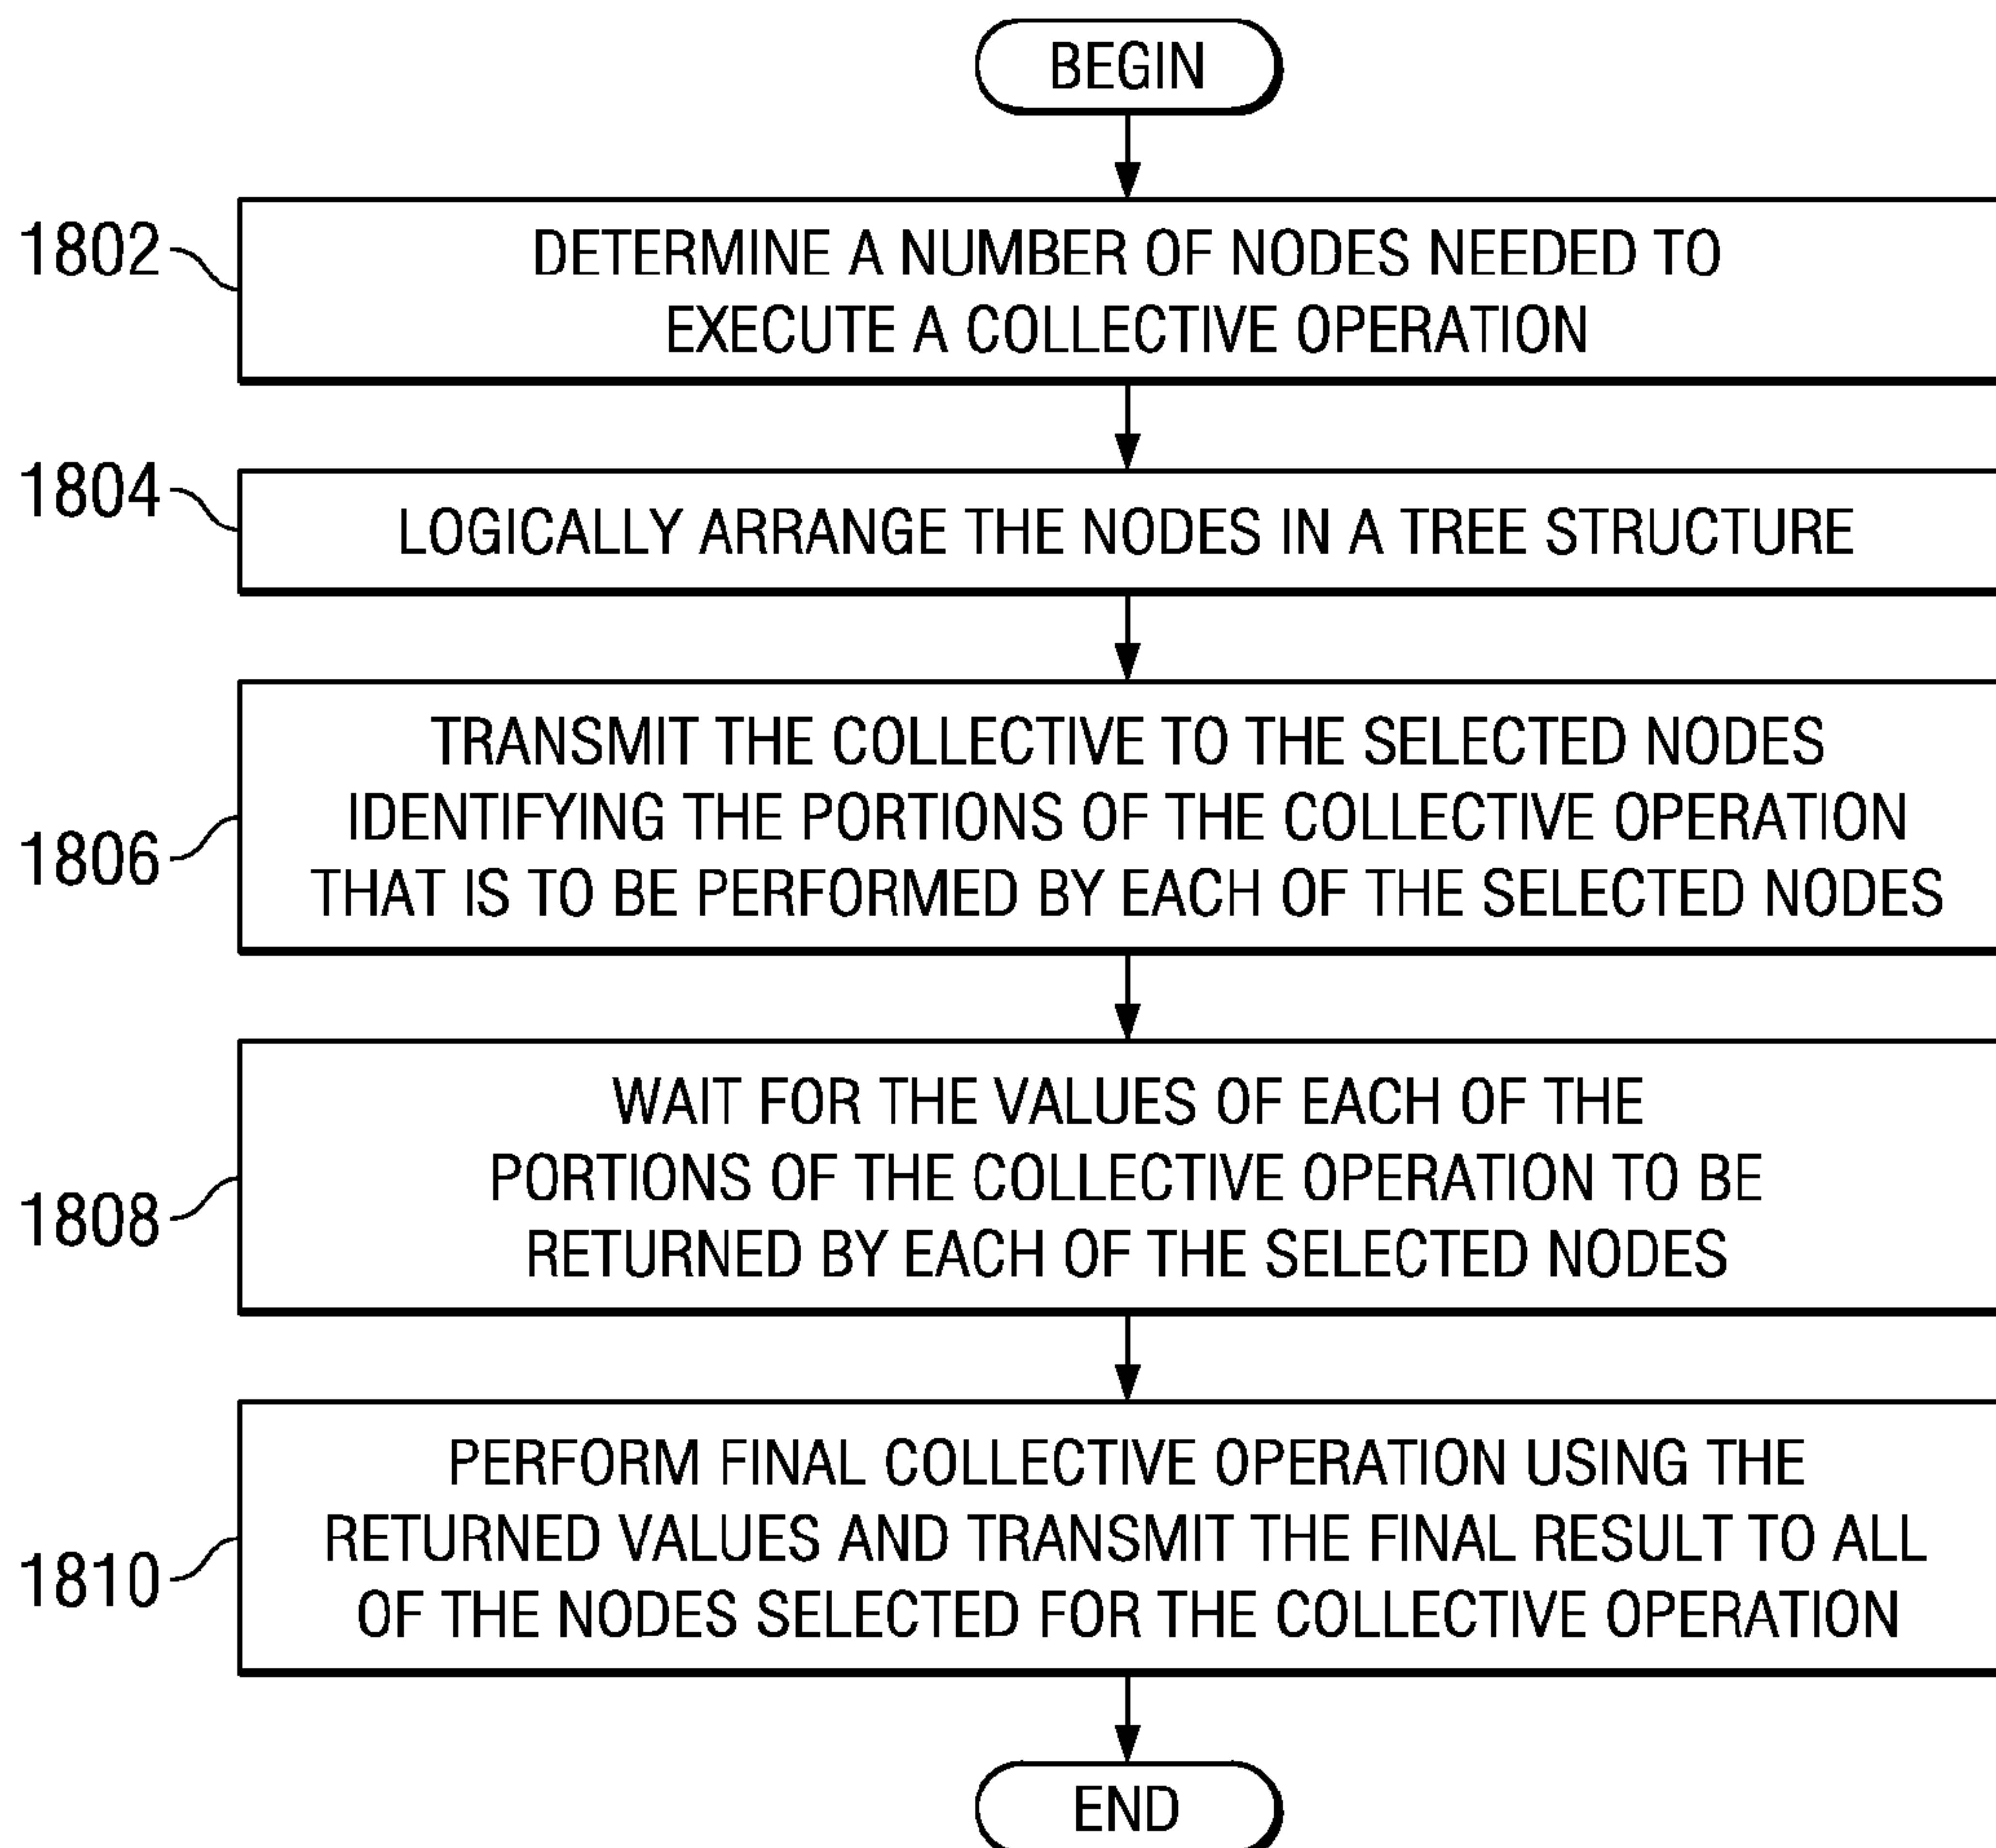 BEGIN
1802
DETERMINE A NUMBER OF NODES NEEDED TO
EXECUTE A COLLECTIVE OPERATION
1804
LOGICALLY ARRANGE THE NODES IN A TREE STRUCTURE
1806
TRANSMIT THE COLLECTIVE TO THE SELECTED NODES
IDENTIFYING THE PORTIONS OF THE COLLECTIVE OPERATION
THAT IS TO BE PERFORMED BY EACH OF THE SELECTED NODES
1808
WAIT FOR THE VALUES OF EACH OF THE
PORTIONS OF THE COLLECTIVE OPERATION TO BE
RETURNED BY EACH OF THE SELECTED NODES
1810
PERFORM FINAL COLLECTIVE OPERATION USING THE
RETURNED VALUES AND TRANSMIT THE FINAL RESULT TO ALL
OF THE NODES SELECTED FOR THE COLLECTIVE OPERATION
END